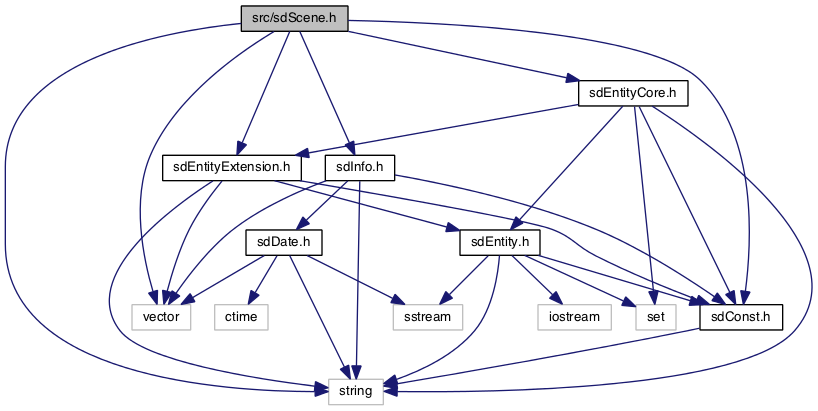 src/sdScene.h
sdEntityCore.h
sdEntityExtension.h
sdInfo.h
sdDate.h
sdEntity.h
vector
ctime
sstream
iostream
set
sdConst.h
string